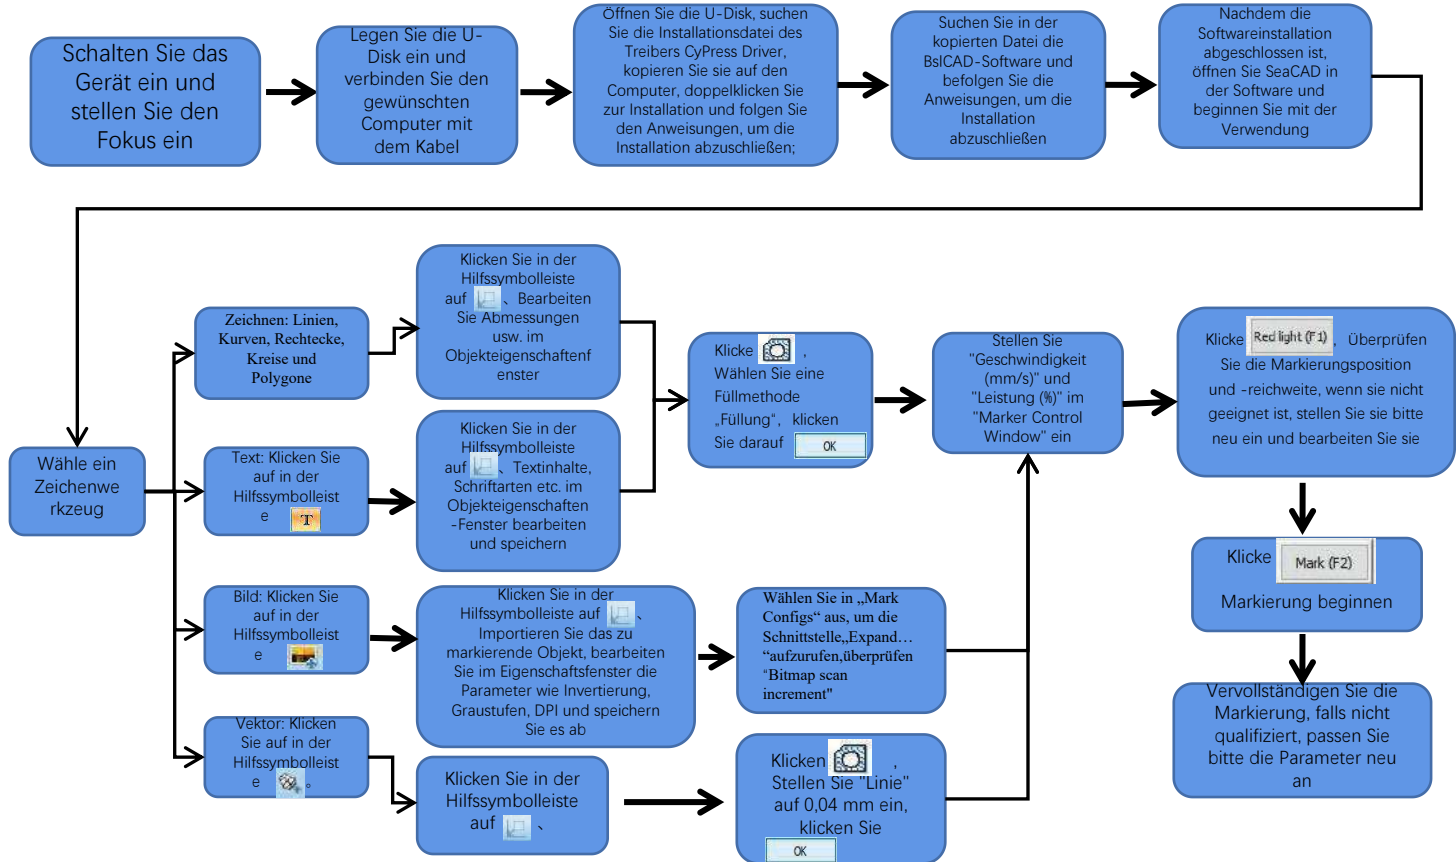 Schalten Sie das
Gerät ein und
stellen Sie den
Fokus ein
Legen Sie die U-
Disk ein und
verbinden Sie den
gewünschten
Computer mit
dem Kabel
Öffnen Sie die U-Disk, suchen
Sie die Installationsdatei des
Treibers CyPress Driver,
kopieren Sie sie auf den
Computer, doppelklicken Sie
zur Installation und folgen Sie
den Anweisungen, um die
Installation abzuschließen;
Suchen Sie in der
kopierten Datei die
BslCAD-Software und
befolgen Sie die
Anweisungen, um die
Installation
abzuschließen
Nachdem die
Softwareinstallation
abgeschlossen ist,
öffnen Sie SeaCAD in
der Software und
beginnen Sie mit der
Verwendung
Wähle ein
Zeichenwe
rkzeug
Zeichnen: Linien,
Kurven, Rechtecke,
Kreise und
Polygone
Klicken Sie in der
Hilfssymbolleiste
auf 、Bearbeiten
Sie Abmessungen
usw. im
Objekteigenschaftenf
enster
Text: Klicken Sie
auf in der
Hilfssymbolleist
e T
Klicken Sie in der
Hilfssymbolleiste
auf 、Textinhalte,
Schriftarten etc. im
Objekteigenschaften
-Fenster bearbeiten
und speichern
Klicke ,
Wählen Sie eine
Füllmethode
„Füllung“, klicken
Sie darauf OK
Bild: Klicken Sie
auf in der
Hilfssymbolleist
e
Klicken Sie in der
Hilfssymbolleiste auf 、
Importieren Sie das zu
markierende Objekt, bearbeiten
Sie im Eigenschaftsfenster die
Parameter wie Invertierung,
Graustufen, DPI und speichern
Sie es ab
Wählen Sie in „Mark
Configs“ aus, um die
Schnittstelle„Expand…
“aufzurufen,überprüfen
"Bitmap scan
increment"
Vektor: Klicken
Sie auf in der
Hilfssymbolleist
e 。
Klicken Sie in der
Hilfssymbolleiste
auf 、
Klicken ,
Stellen Sie "Linie"
auf 0,04 mm ein,
klicken Sie
OK
Stellen Sie
"Geschwindigkeit
(mm/s)" und
"Leistung (%)" im
"Marker Control
Window" ein
Klicke Red light (F1) , Überprüfen
Sie die Markierungsposition
und -reichweite, wenn sie nicht
geeignet ist, stellen Sie sie bitte
neu ein und bearbeiten Sie sie
Klicke Mark (F2)
Markierung beginnen
Vervollständigen Sie die
Markierung, falls nicht
qualifiziert, passen Sie
bitte die Parameter neu
an